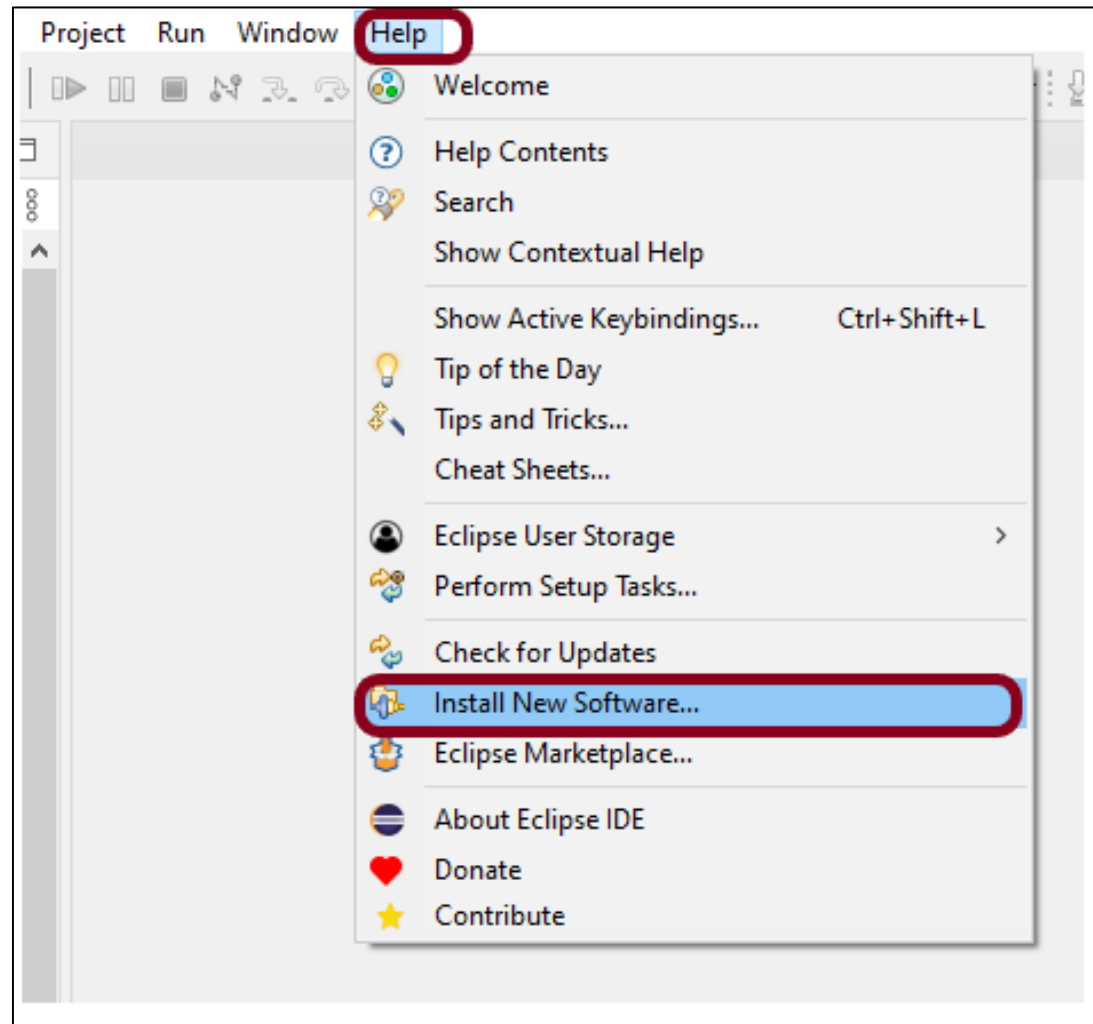 Project Run Window Help
Welcome
Help Contents
Search
Show Contextual Help
Show Active Keybindings... Ctrl+Shift+L
Tip of the Day
Tips and Tricks...
Cheat Sheets...
Eclipse User Storage
Perform Setup Tasks...
Check for Updates
Install New Software...
Eclipse Marketplace...
About Eclipse IDE
Donate
Contribute